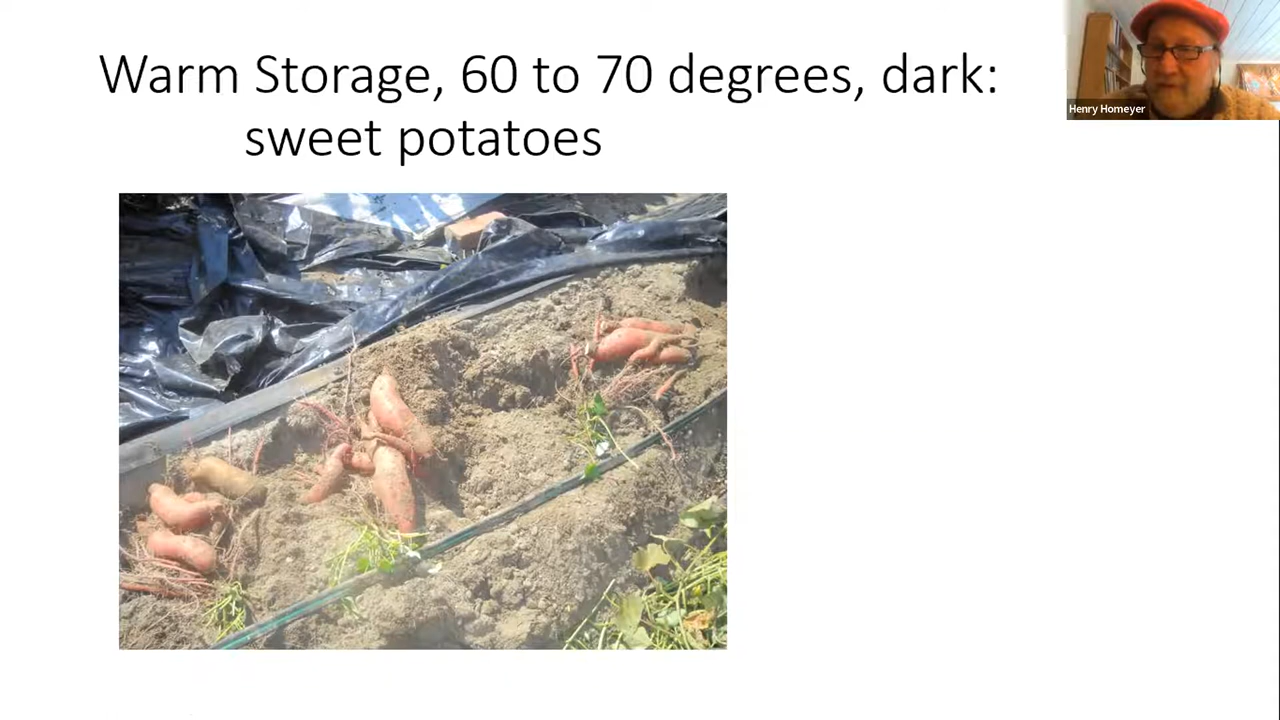 Warm Storage, 60 to 70 degrees, dark:
sweet potatoes
Henry Homeyer